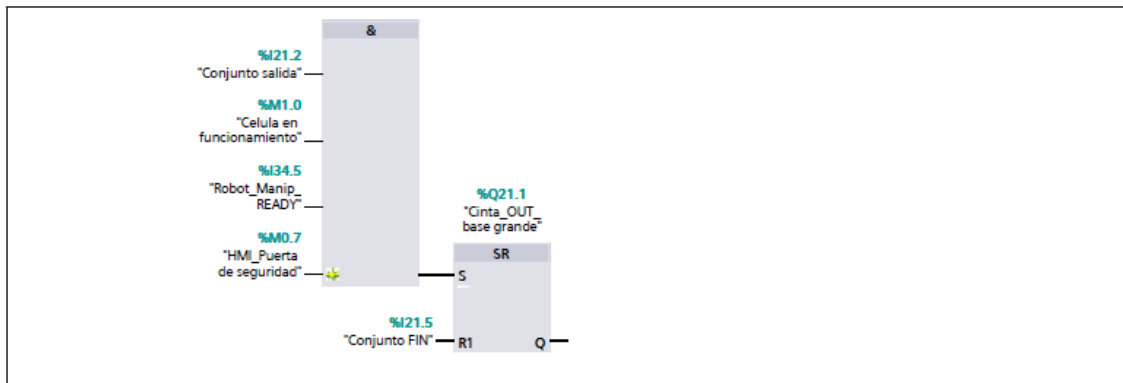 &
%I21.2
"Conjunto salida"
%M1.0
"Celula en
funcionamiento"
%I34.5
"Robot_Manip_
READY"
%M0.7
"HMI_Puerta
de seguridad"
%Q21.1
"Cinta_OUT_
base grande"
SR
S
%I21.5
"Conjunto FIN"
R1
Q